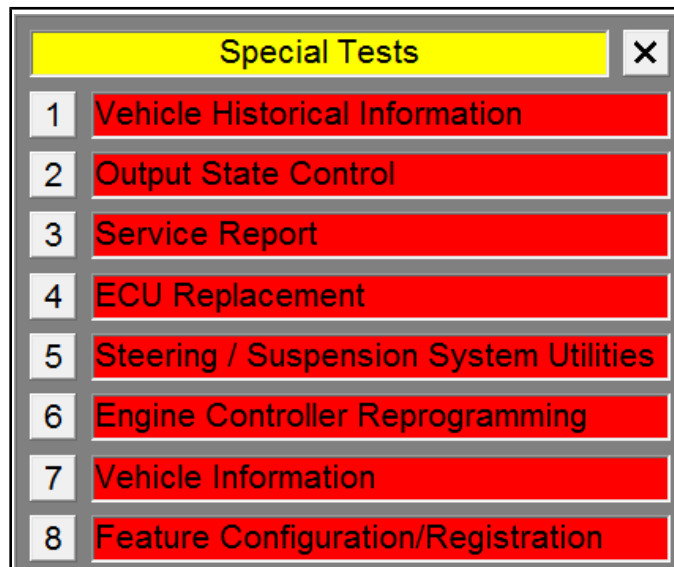 Special Tests X
1 Vehicle Historical Information
2 Output State Control
3 Service Report
4 ECU Replacement
5 Steering / Suspension System Utilities
6 Engine Controller Reprogramming
7 Vehicle Information
8 Feature Configuration/Registration